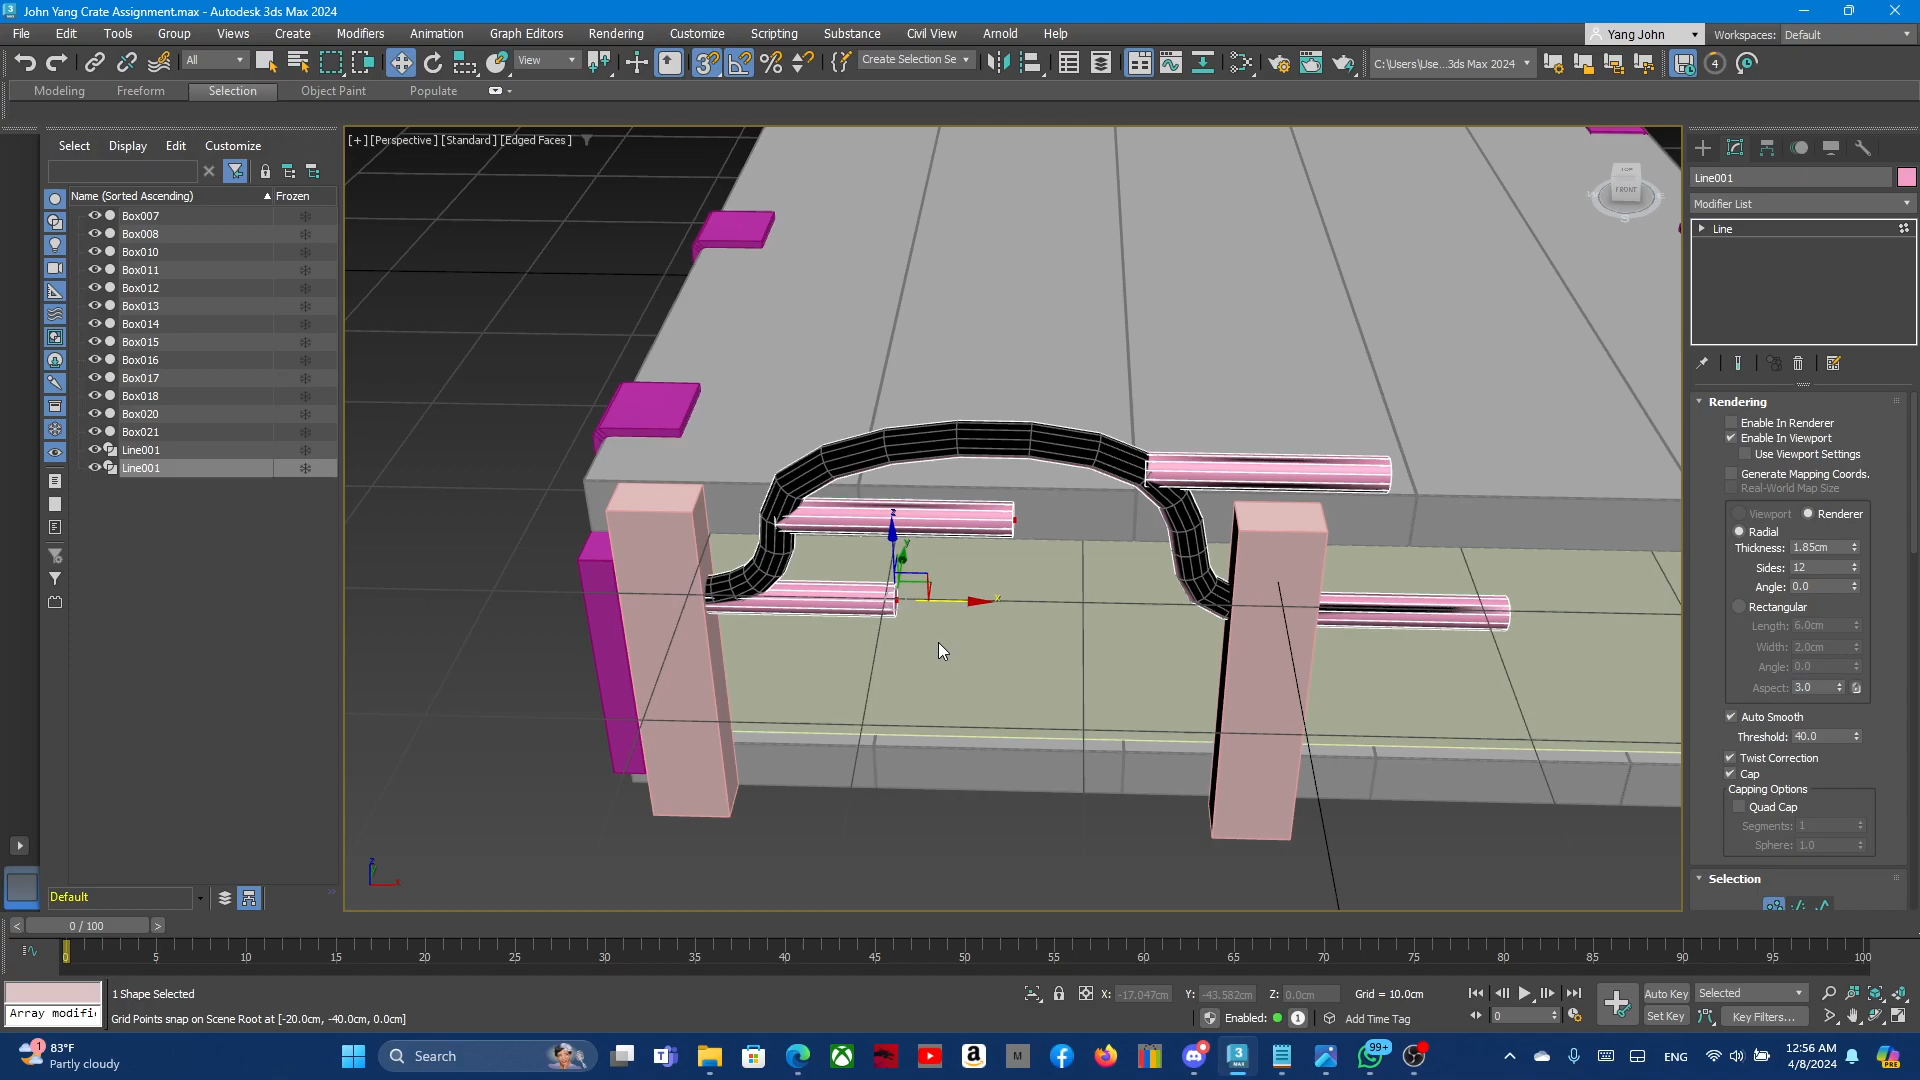 John Yang Crate Assignment.max - Autodesk 3ds Max 2024
File Edit Tools Group Views Create Modifiers Animation Graph Editors Rendering Customize Scripting Substance Civil View Arnold Help
Yang John
Workspaces: Default
All
View
Create Selection Se
C:\Users\Use...3ds Max 2024
4
Modeling Freeform Selection Object Paint Populate
Select Display Edit Customize
Name (Sorted Ascending) Frozen
Box007
Box008
Box010
Box011
Box012
Box013
Box014
Box015
Box016
Box017
Box018
Box020
Box021
Line001
Line001
Default
[+] [Perspective] [Standard] [Edged Faces]
TOP
FRONT
S
z
y
x
z
x
Line001
Modifier List
Line
Rendering
Enable In Renderer
Enable In Viewport
Use Viewport Settings
Generate Mapping Coords.
Real-World Map Size
Viewport Renderer
Radial
Thickness: 1.85cm
Sides: 12
Angle: 0.0
Rectangular
Length: 6.0cm
Width: 2.0cm
Angle: 0.0
Aspect: 3.0
Auto Smooth
Threshold: 40.0
Twist Correction
Cap
Capping Options
Quad Cap
Segments: 1
Sphere: 1.0
Selection
< 0 / 100 >
0 5 10 15 20 25 30 35 40 45 50 55 60 65 70 75 80 85 90 95 100
1 Shape Selected
X: -17.047cm Y: -43.582cm Z: 0.0cm Grid = 10.0cm
Array modifi
Grid Points snap on Scene Root at [-20.0cm, -40.0cm, 0.0cm]
Enabled: 1 Add Time Tag
0
Auto Key Selected
Set Key Key Filters...
1
83°F
Partly cloudy
Search
99+
ENG
12:56 AM
4/8/2024